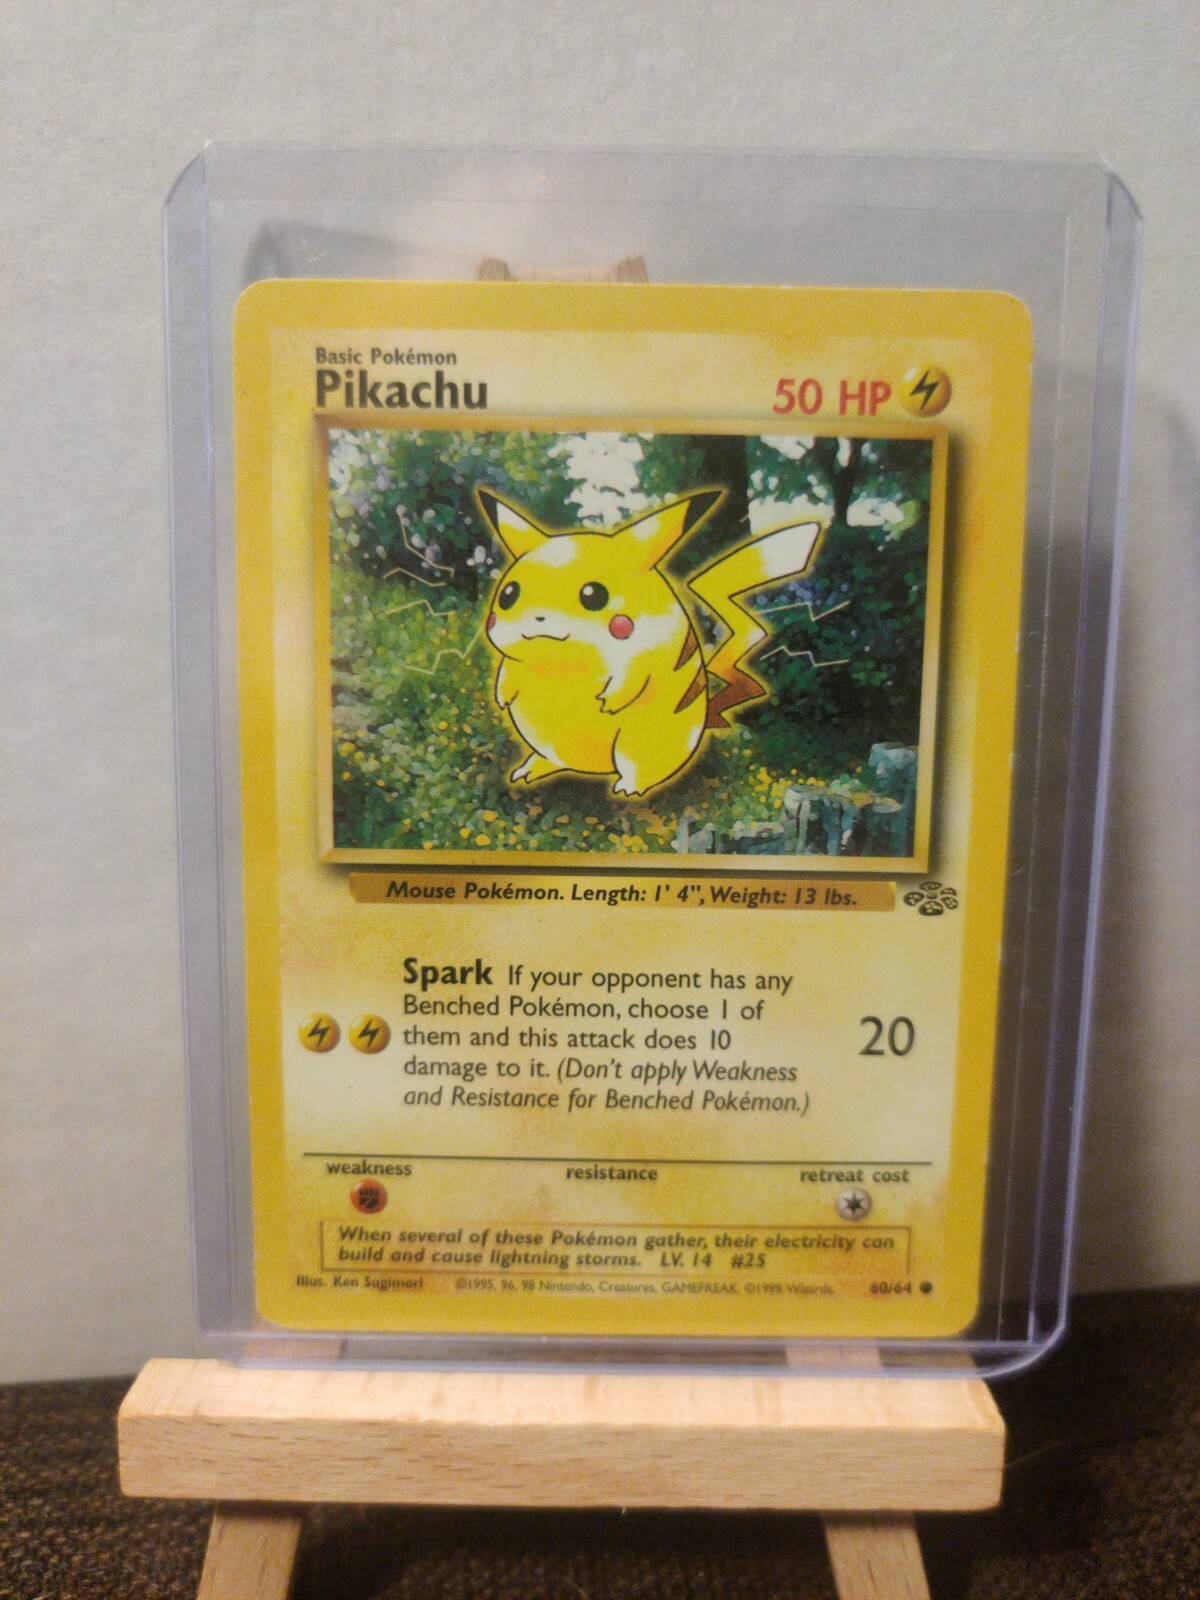 Basic Pokémon
Pikachu
50 HP
Mouse Pokémon. Length: 1' 4", Weight: 13 lbs.
Spark If your opponent has any
Benched Pokémon, choose 1 of
them and this attack does 10
damage to it. (Don't apply Weakness
and Resistance for Benched Pokémon.)
20
weakness resistance retreat cost
When several of these Pokémon gather, their electricity can
build and cause lightning storms. LV. 14 #25
Illus. Ken Sugimori ©1995, 96, 98 Nintendo, Creatures, GAMEFREAK. ©1999 Wizards. 60/64